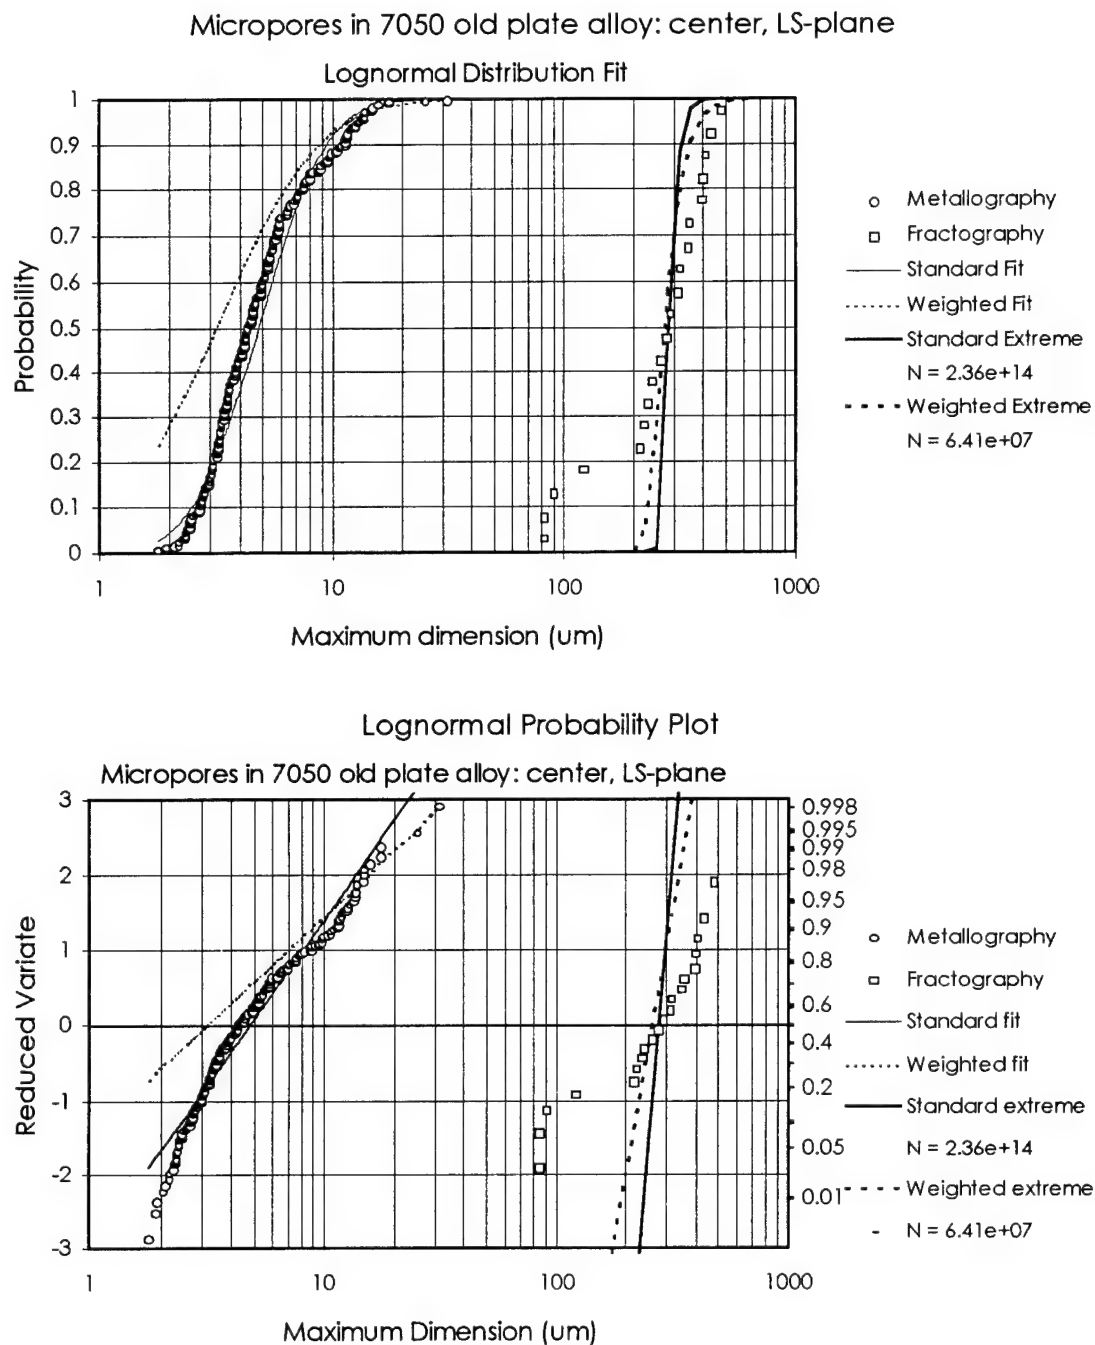 Micropores in 7050 old plate alloy: center, LS-plane
Lognormal Distribution Fit
1
0.9
0.8
0.7
0.6
0.5
0.4
0.3
0.2
0.1
0
Probability
1
10
100
1000
Maximum dimension (um)
Metallography
Fractography
Standard Fit
Weighted Fit
Standard Extreme
N = 2.36e+14
Weighted Extreme
N = 6.41e+07
Lognormal Probability Plot
Micropores in 7050 old plate alloy: center, LS-plane
3
2
1
0
-1
-2
-3
Reduced Variate
1
10
100
1000
Maximum Dimension (um)
0.998
0.995
0.99
0.98
0.95
0.9
0.8
0.6
0.4
0.2
0.05
0.01
Metallography
Fractography
Standard fit
Weighted fit
Standard extreme
N = 2.36e+14
Weighted extreme
N = 6.41e+07